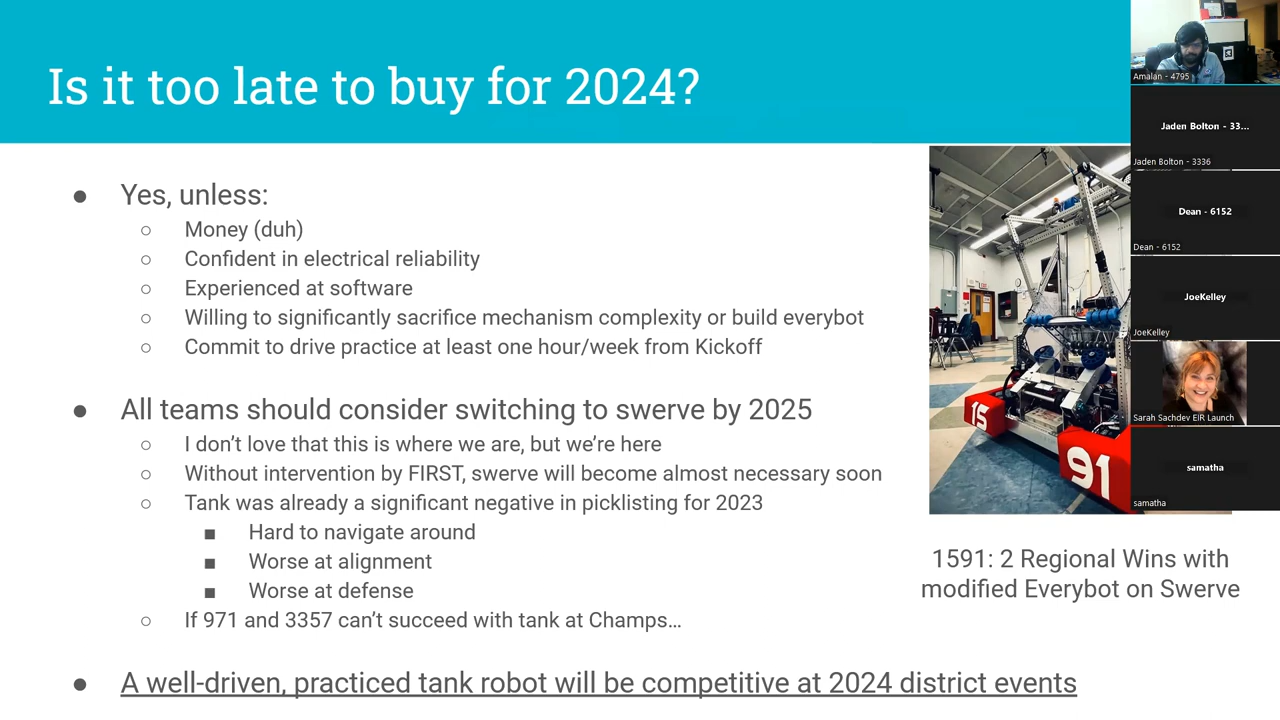 Is it too late to buy for 2024?
● Yes, unless:
○ Money (duh)
○ Confident in electrical reliability
○ Experienced at software
○ Willing to significantly sacrifice mechanism complexity or build everybot
○ Commit to drive practice at least one hour/week from Kickoff
● All teams should consider switching to swerve by 2025
○ I don’t love that this is where we are, but we’re here
○ Without intervention by FIRST, swerve will become almost necessary soon
○ Tank was already a significant negative in picklisting for 2023
■ Hard to navigate around
■ Worse at alignment
■ Worse at defense
○ If 971 and 3357 can’t succeed with tank at Champs…
● A well-driven, practiced tank robot will be competitive at 2024 district events
15
91
1591: 2 Regional Wins with
modified Everybot on Swerve
Amalan - 4795
Jaden Bolton - 33...
Jaden Bolton - 3336
Dean - 6152
Dean - 6152
JoeKelley
JoeKelley
Sarah Sachdev EIR Launch
samatha
samatha